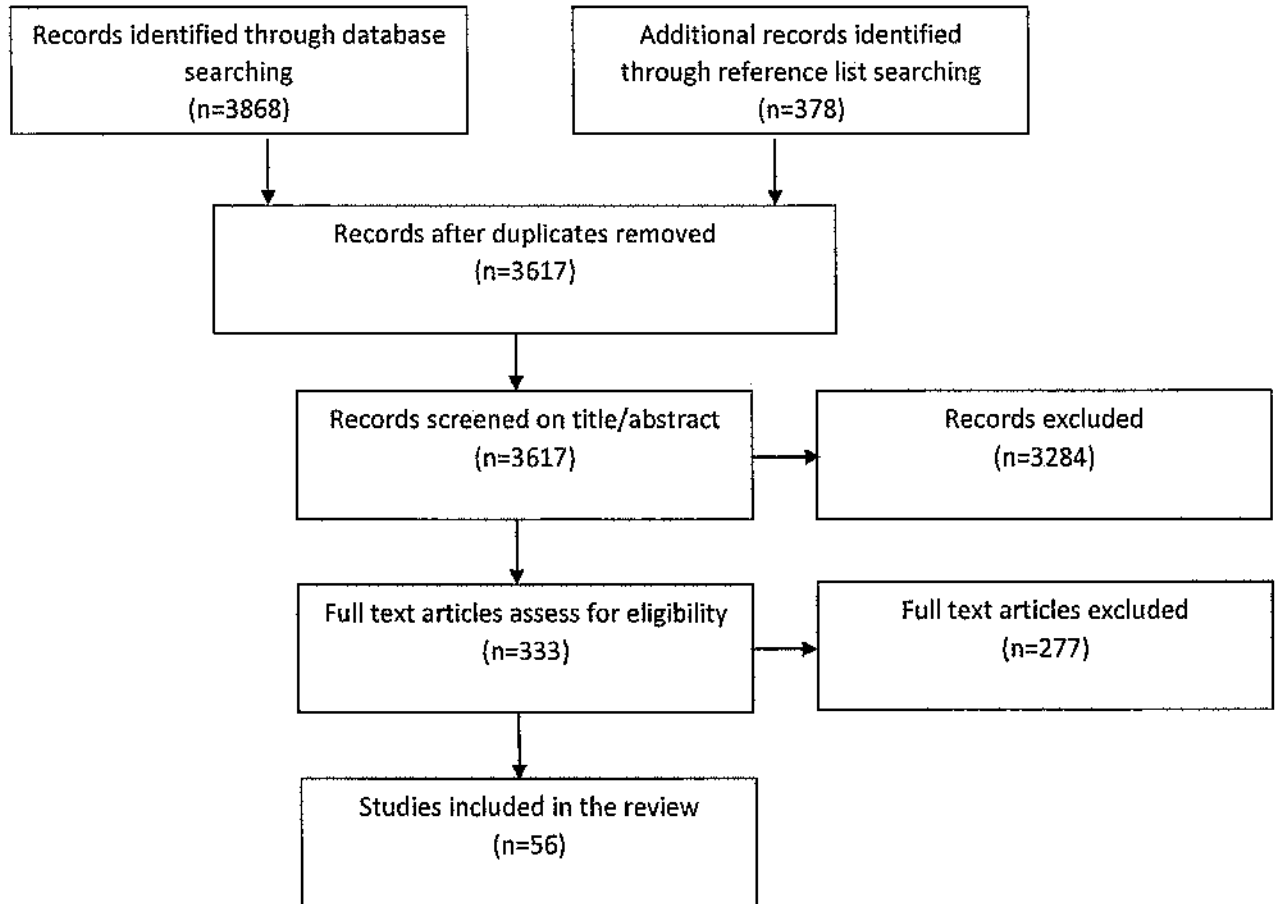 Records identified through database
searching
(n=3868)
Additional records identified
through reference list searching
(n=378)
Records after duplicates removed
(n=3617)
Records screened on title/abstract
(n=3617)
Records excluded
(n=3284)
Full text articles assess for eligibility
(n=333)
Full text articles excluded
(n=277)
Studies included in the review
(n=56)